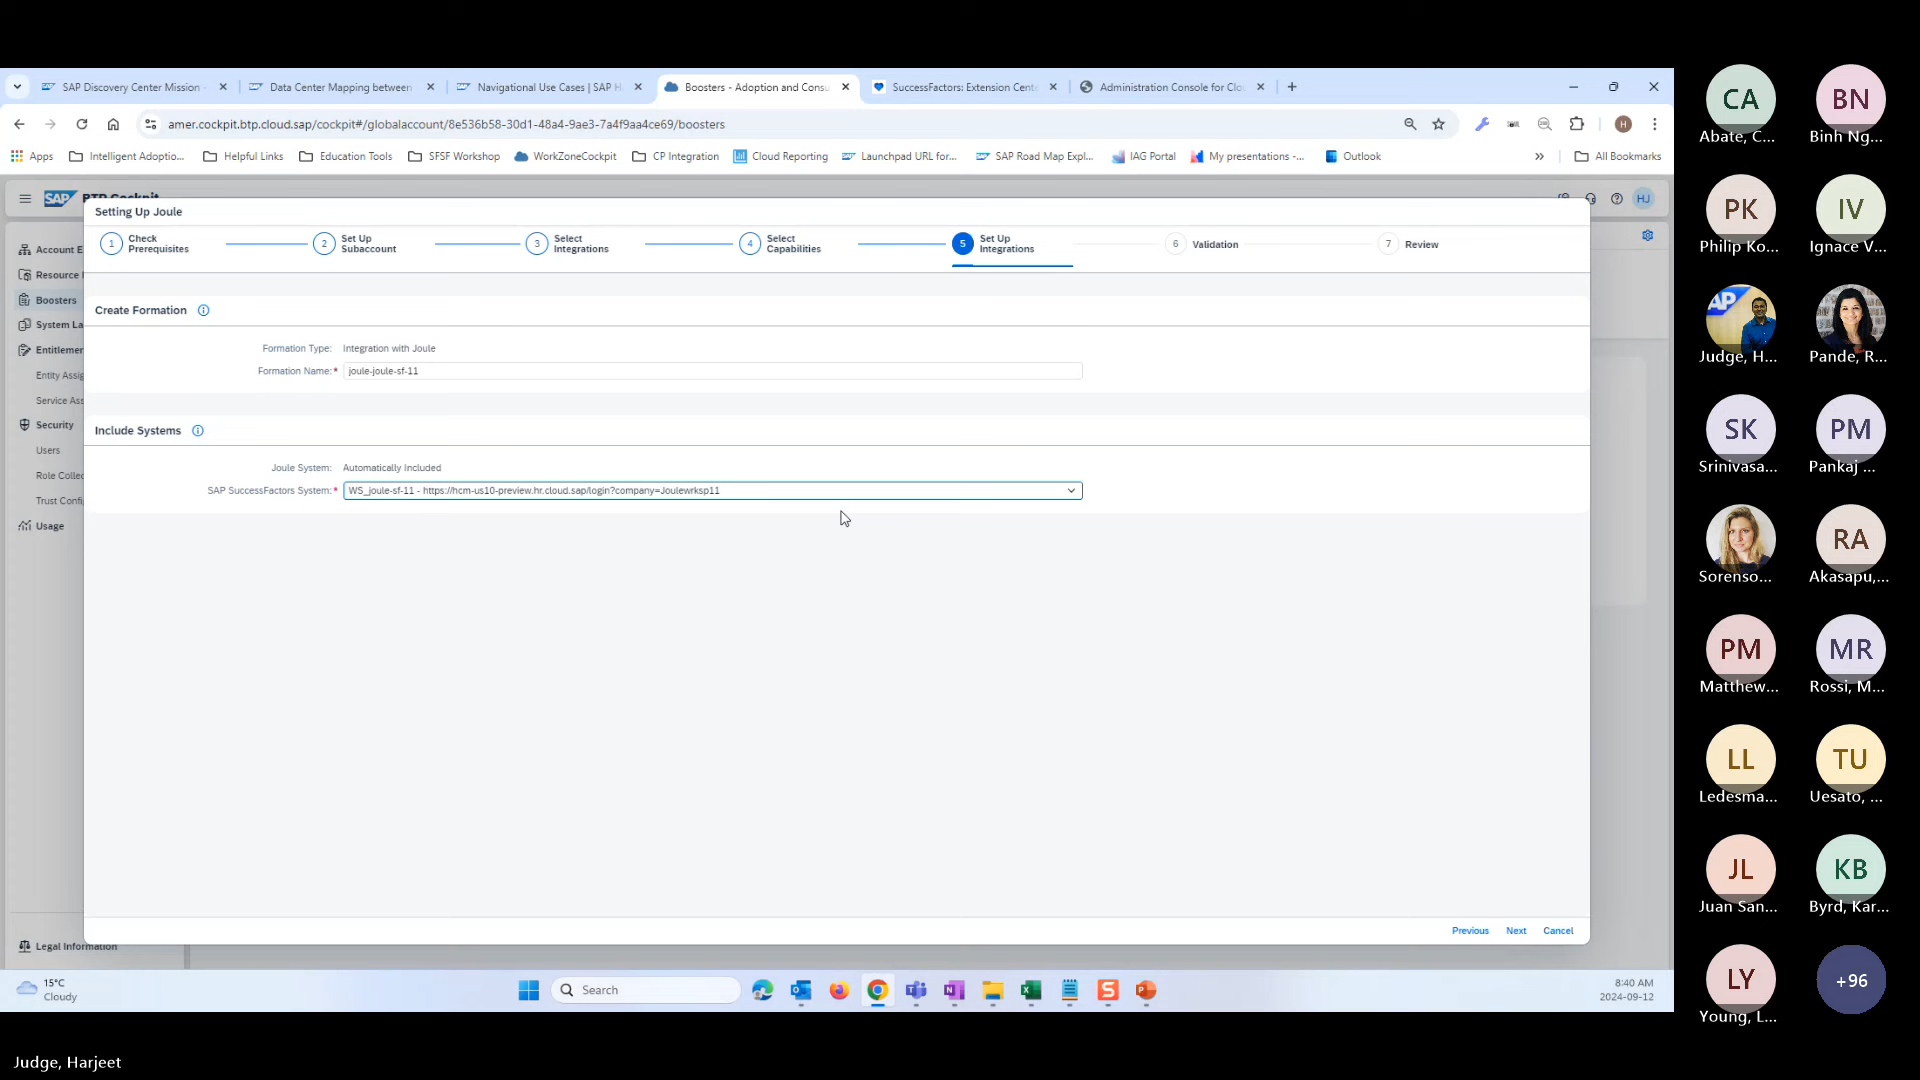 SAP Discovery Center Mission
Data Center Mapping between
Navigational Use Cases | SAP H
Boosters - Adoption and Consu
SuccessFactors: Extension Cent
Administration Console for Clo
amer.cockpit.btp.cloud.sap/cockpit#/globalaccount/8e536b58-30d1-48a4-9ae3-7a4f9aa4ce69/boosters
H
Apps
Intelligent Adoptio...
Helpful Links
Education Tools
SFSF Workshop
WorkZoneCockpit
CP Integration
Cloud Reporting
Launchpad URL for...
SAP Road Map Expl...
IAG Portal
My presentations -...
Outlook
All Bookmarks
SAP BTP Cockpit
HJ
Account E
Resource
Boosters
System La
Entitlemen
Entity Assig
Service Ass
Security
Users
Role Collec
Trust Confi
Usage
Legal Information
Setting Up Joule
1 Check
Prerequisites
2 Set Up
Subaccount
3 Select
Integrations
4 Select
Capabilities
5 Set Up
Integrations
6 Validation
7 Review
Create Formation
Formation Type: Integration with Joule
Formation Name:* joule-joule-sf-11
Include Systems
Joule System: Automatically Included
SAP SuccessFactors System:* WS_joule-sf-11 - https://hcm-us10-preview.hr.cloud.sap/login?company=Joulewrksp11
Previous Next Cancel
15°C
Cloudy
Search
8:40 AM
2024-09-12
CA
Abate, C...
BN
Binh Ng...
PK
Philip Ko...
IV
Ignace V...
AP
Judge, H...
Pande, R...
SK
Srinivasa...
PM
Pankaj ...
Sorenso...
RA
Akasapu,...
PM
Matthew...
MR
Rossi, M...
LL
Ledesma...
TU
Uesato, ...
JL
Juan San...
KB
Byrd, Kar...
LY
Young, L...
+96
Judge, Harjeet